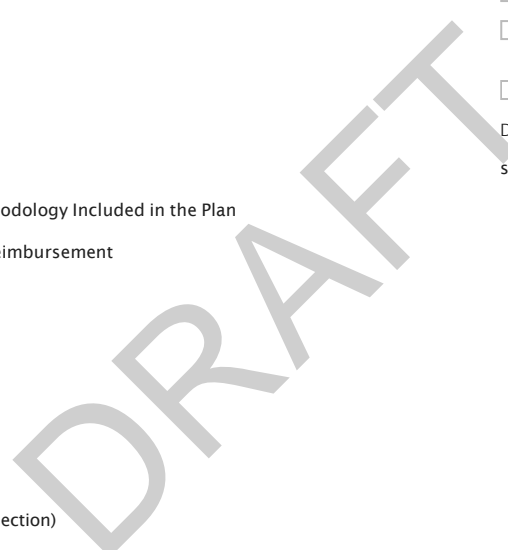 odology Included in the Plan
eimbursement
ection)
DRAFT